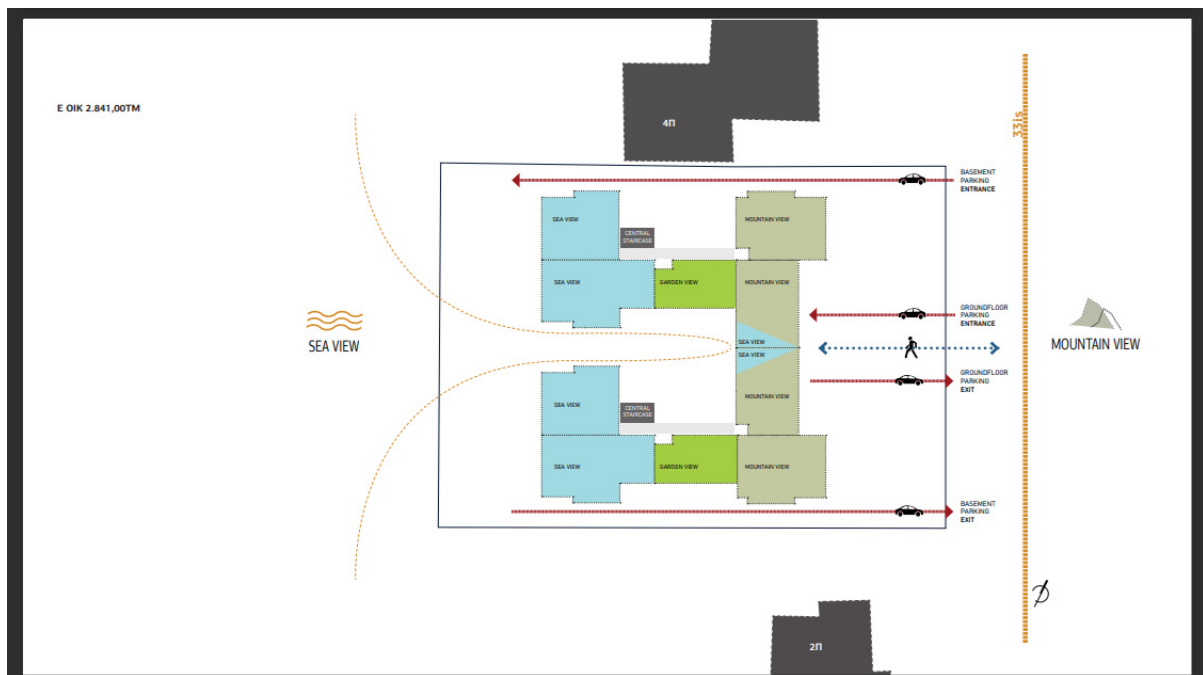 E OIK 2.841,00TM
4Π
33is
BASEMENT
PARKING
ENTRANCE
SEA VIEW
CENTRAL
STAIRCASE
MOUNTAIN VIEW
SEA VIEW
GARDEN VIEW
MOUNTAIN VIEW
GROUNDFLOOR
PARKING
ENTRANCE
SEA VIEW
SEA VIEW
SEA VIEW
MOUNTAIN VIEW
GROUNDFLOOR
PARKING
EXIT
SEA VIEW
CENTRAL
STAIRCASE
MOUNTAIN VIEW
SEA VIEW
GARDEN VIEW
MOUNTAIN VIEW
BASEMENT
PARKING
EXIT
2Π